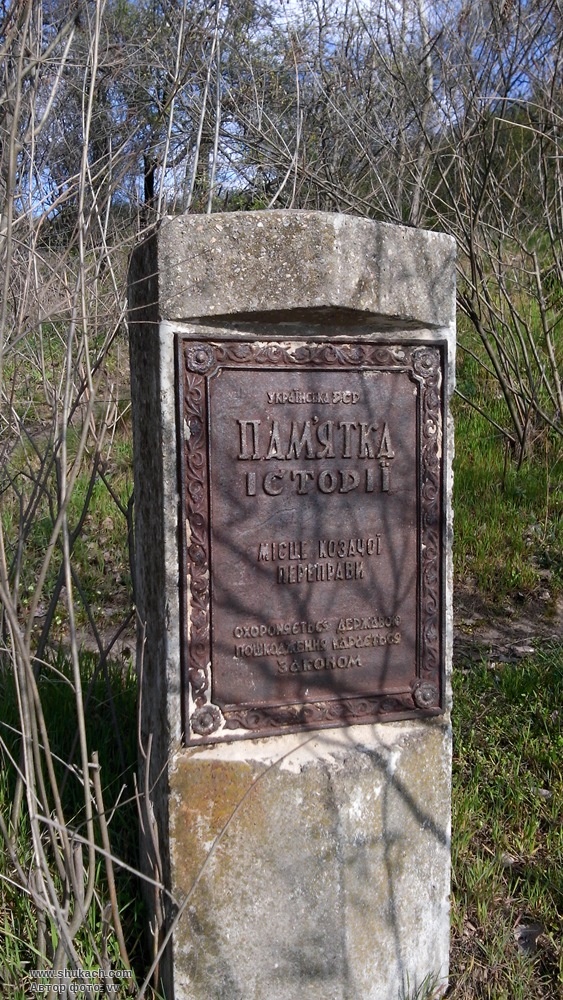 УКРАЇНСЬКА РСР
ПАМ'ЯТКА
ІСТОРІЇ
МІСЦЕ КОЗАЧОЇ
ПЕРЕПРАВИ
ОХОРОНЯЄТЬСЯ ДЕРЖАВОЮ
ПОШКОДЖЕННЯ КАРАЄТЬСЯ
ЗАКОНОМ
www.shukach.com
Автор фото: vv